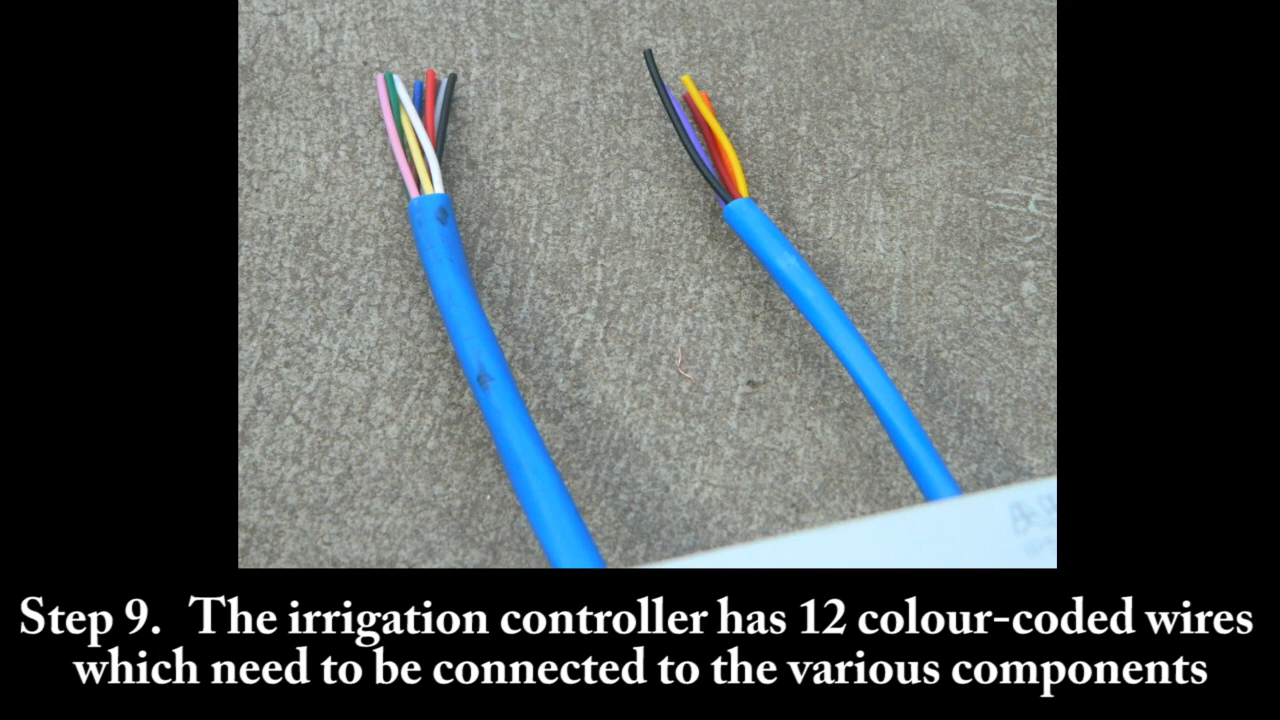 Step 9. The irrigation controller has 12 colour-coded wires
which need to be connected to the various components